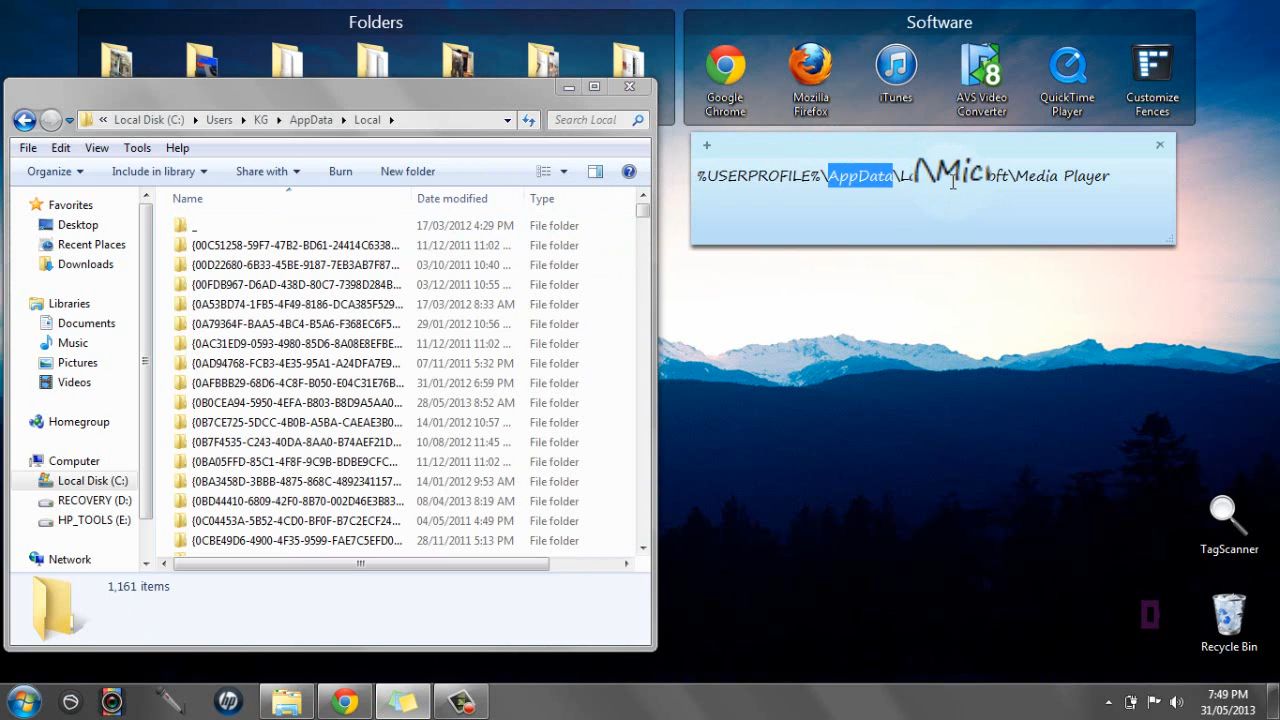 Folders
Software
Google Chrome
Mozilla Firefox
iTunes
AVS Video Converter
8
QuickTime Player
Customize Fences
Local Disk (C:)
Users
KG
AppData
Local
Search Local
File Edit View Tools Help
Organize Include in library Share with Burn New folder
%USERPROFILE%\AppData\
\Media Player
Name Date modified Type
Favorites
Desktop
Recent Places
Downloads
Libraries
Documents
Music
Pictures
Videos
Homegroup
Computer
Local Disk (C:)
RECOVERY (D:)
HP_TOOLS (E:)
Network
_ 17/03/2012 4:29 PM File folder
{00C51258-59F7-47B2-BD61-24414C6338... 11/12/2011 11:02 ... File folder
{00D22680-6B33-45BE-9187-7EB3AB7F87... 03/10/2011 10:40 ... File folder
{00FDB967-D6AD-438D-80C7-7398D284B... 03/12/2011 10:55 ... File folder
{0A53BD74-1FB5-4F49-8186-DCA385F529... 17/03/2012 8:33 AM File folder
{0A79364F-BAA5-4BC4-B5A6-F368EC6F5... 29/01/2012 10:56 ... File folder
{0AC31ED9-0593-4980-85D6-8A08E8EFBE... 11/12/2011 11:02 ... File folder
{0AD94768-FCB3-4E35-95A1-A24DFA7E9... 07/11/2011 5:32 PM File folder
{0AFBBB29-68D6-4C8F-B050-E04C31E76B... 31/01/2012 6:59 PM File folder
{0B0CEA94-5950-4EFA-B803-B8D9A5AA0... 28/05/2013 8:52 AM File folder
{0B7CE725-5DCC-4B0B-A5BA-CAEAE3B0... 14/01/2012 10:57 ... File folder
{0B7F4535-C243-40DA-8AA0-B74AEF21D... 10/08/2012 11:45 ... File folder
{0BA05FFD-85C1-4F8F-9C9B-BDBE9CFC... 11/12/2011 11:02 ... File folder
{0BA3458D-3BBB-4875-868C-4892341157... 14/01/2012 9:53 AM File folder
{0BD44410-6809-42F0-8B70-002D46E3B83... 08/04/2013 8:19 AM File folder
{0C04453A-5B52-4CD0-BF0F-B7C2ECF24... 04/05/2011 4:49 PM File folder
{0CBE49D6-4900-4F35-9599-FAE7C5EFD0... 28/11/2011 5:13 PM File folder
1,161 items
TagScanner
Recycle Bin
hp
7:49 PM
31/05/2013